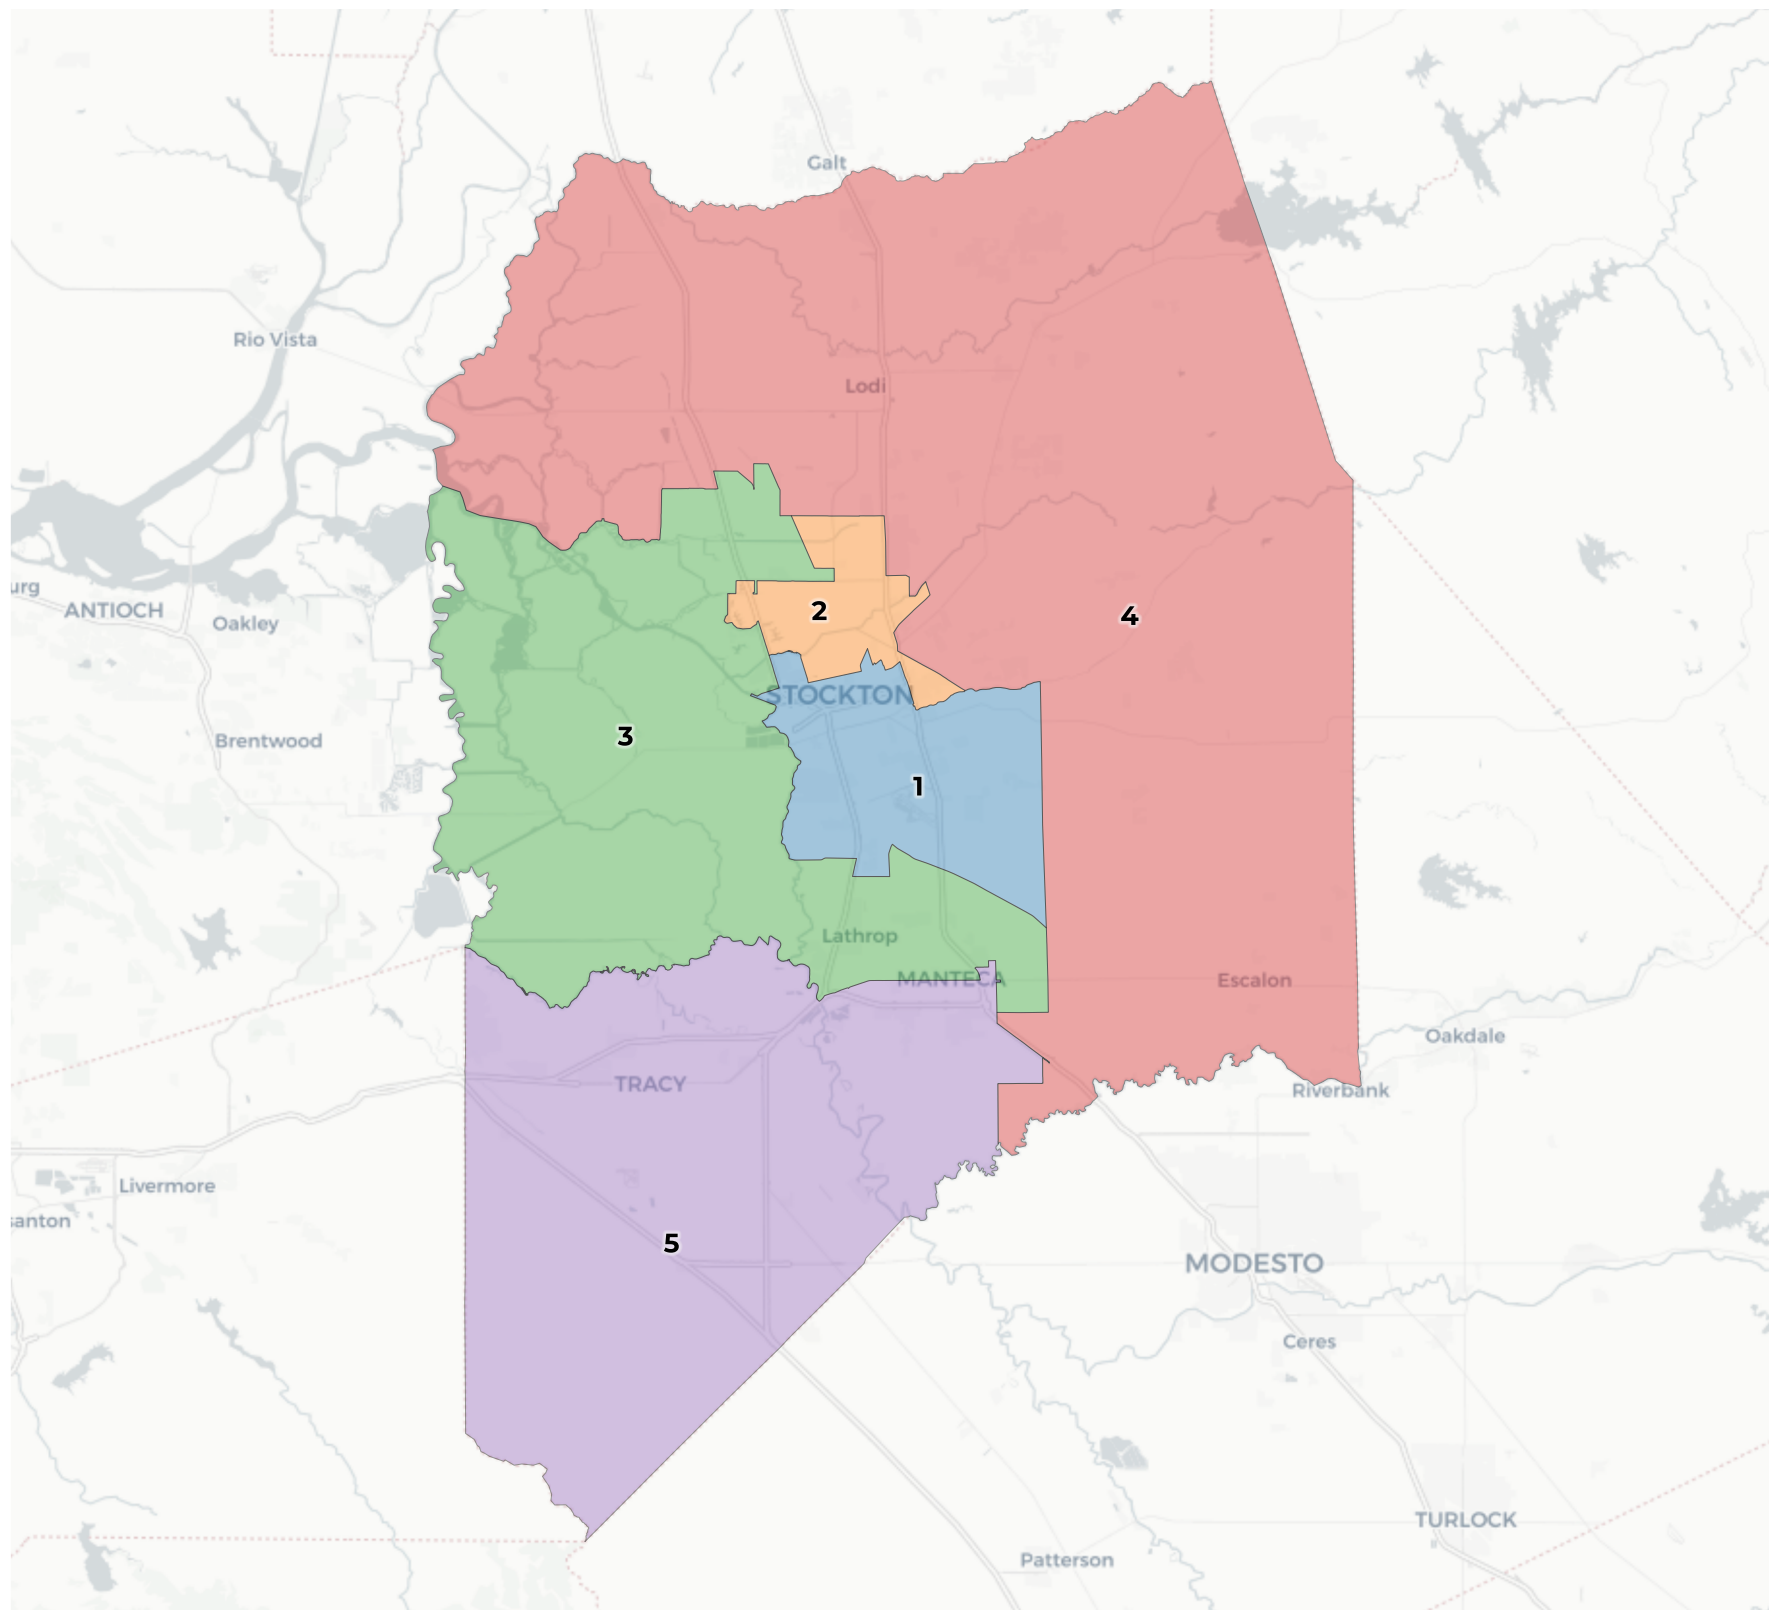 Galt
Rio Vista
Lodi
urg
ANTIOCH
Oakley
2
4
STOCKTON
Brentwood
3
1
Lathrop
MANTECA
Escalon
Oakdale
TRACY
Riverbank
Livermore
santon
5
MODESTO
Ceres
TURLOCK
Patterson